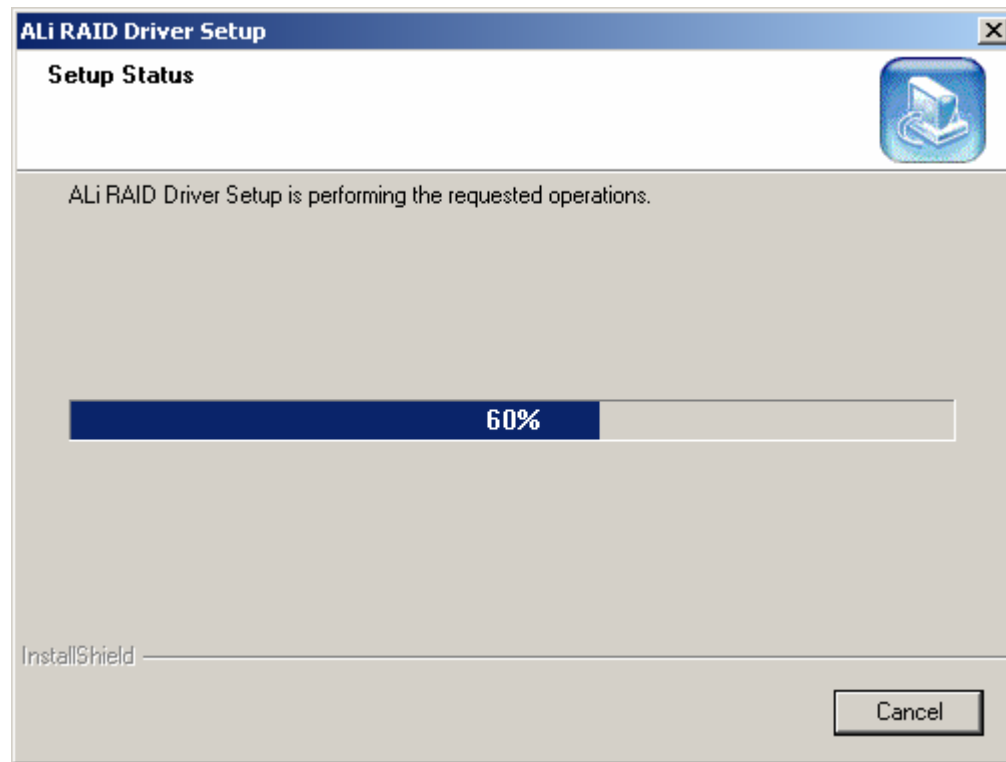 ALi RAID Driver Setup
Setup Status
ALi RAID Driver Setup is performing the requested operations.
60%
InstallShield
Cancel